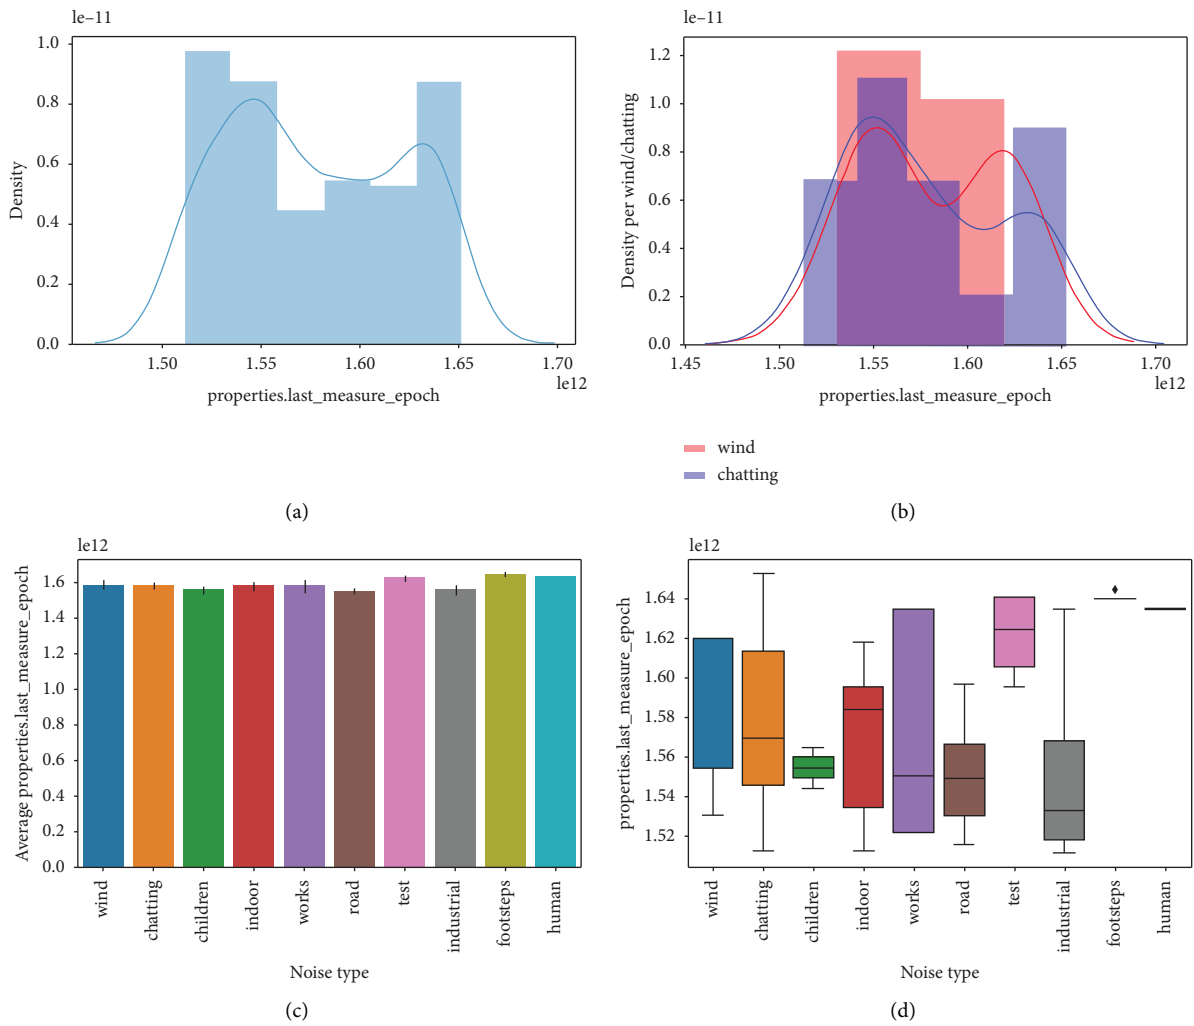 le–11
1.0
0.8
0.6
0.4
0.2
0.0
Density
1.50
1.55
1.60
1.65
1.70
le12
properties.last_measure_epoch
(a)
le–11
1.2
1.0
0.8
0.6
0.4
0.2
0.0
Density per wind/chatting
1.45
1.50
1.55
1.60
1.65
1.70
le12
properties.last_measure_epoch
wind
chatting
(b)
le12
1.6
1.4
1.2
1.0
0.8
0.6
0.4
0.2
0.0
Average properties.last_measure_epoch
wind
chatting
children
indoor
works
road
test
industrial
footsteps
human
Noise type
(c)
le12
1.64
1.62
1.60
1.58
1.56
1.54
1.52
properties.last_measure_epoch
wind
chatting
children
indoor
works
road
test
industrial
footsteps
human
Noise type
(d)